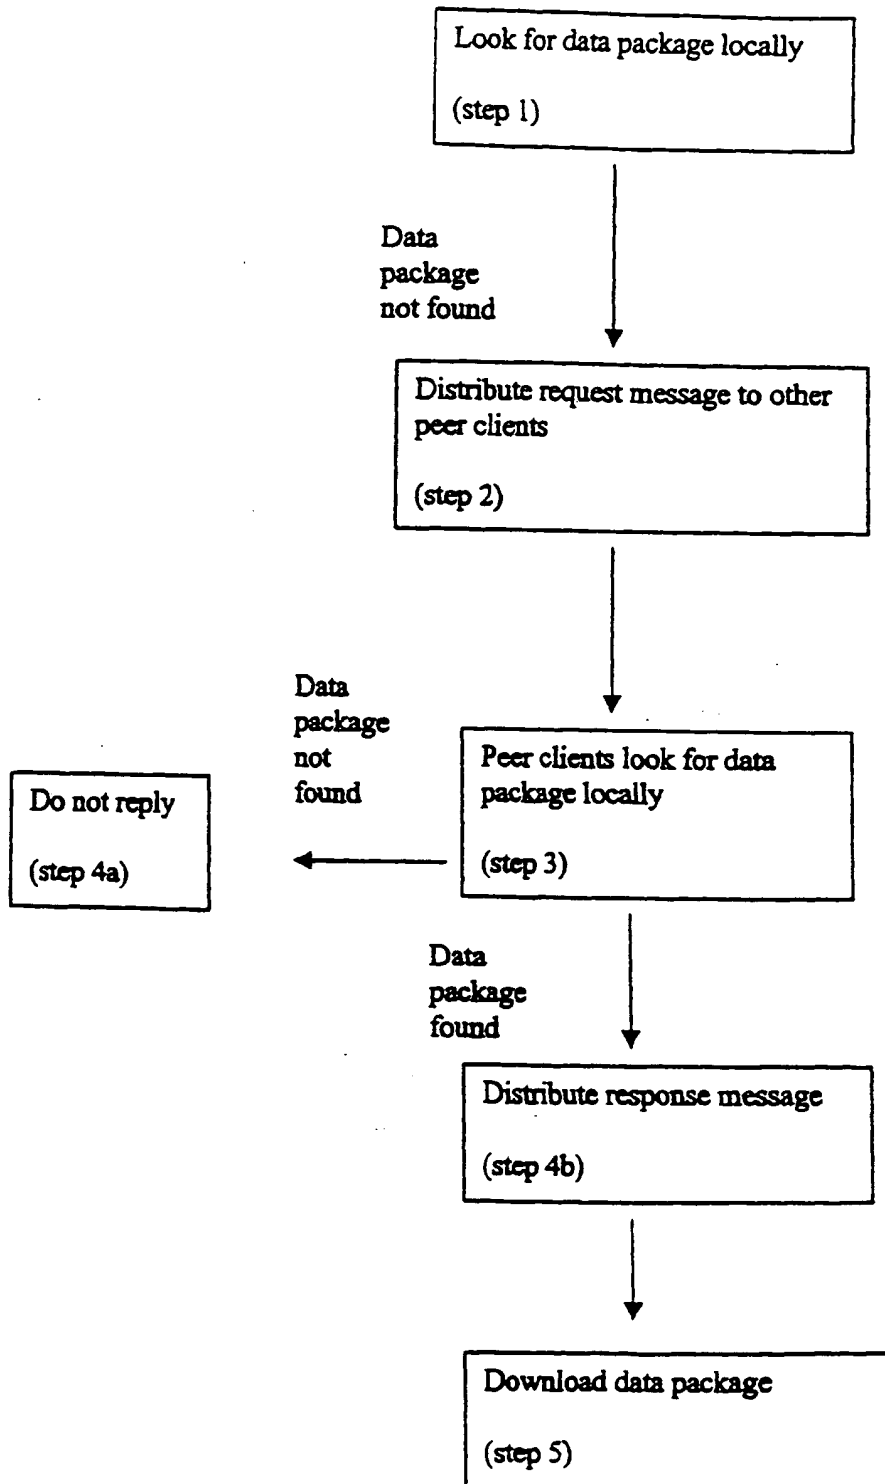 Look for data package locally
(step 1)
Data
package
not found
Distribute request message to other
peer clients
(step 2)
Data
package
not
found
Peer clients look for data
package locally
(step 3)
Do not reply
(step 4a)
Data
package
found
Distribute response message
(step 4b)
Download data package
(step 5)